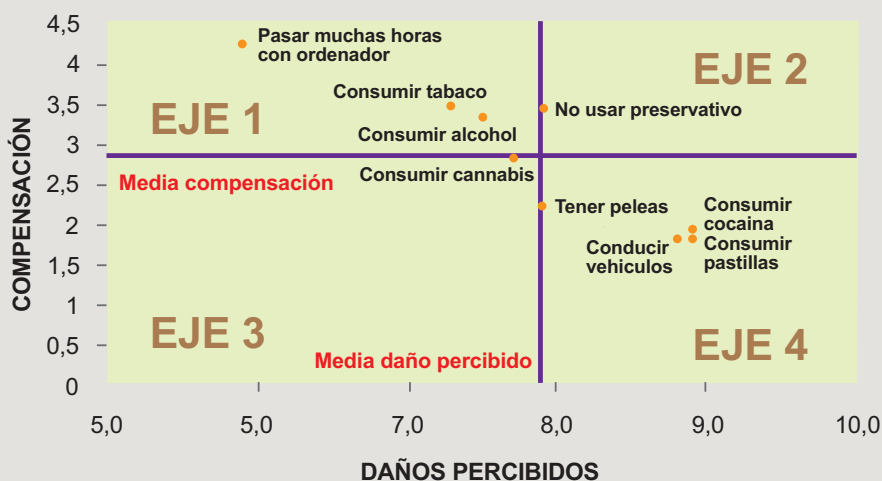 COMPENSACIÓN
4,5
4
3,5
3
2,5
2
1,5
1
0,5
0
EJE 1
EJE 2
EJE 3
EJE 4
Pasar muchas horas
con ordenador
Consumir tabaco
Consumir alcohol
No usar preservativo
Consumir cannabis
Media compensación
Tener peleas
Consumir
cocaina
Conducir
vehiculos
Consumir
pastillas
Media daño percibido
5,0
5,0
7,0
8,0
9,0
10,0
DAÑOS PERCIBIDOS